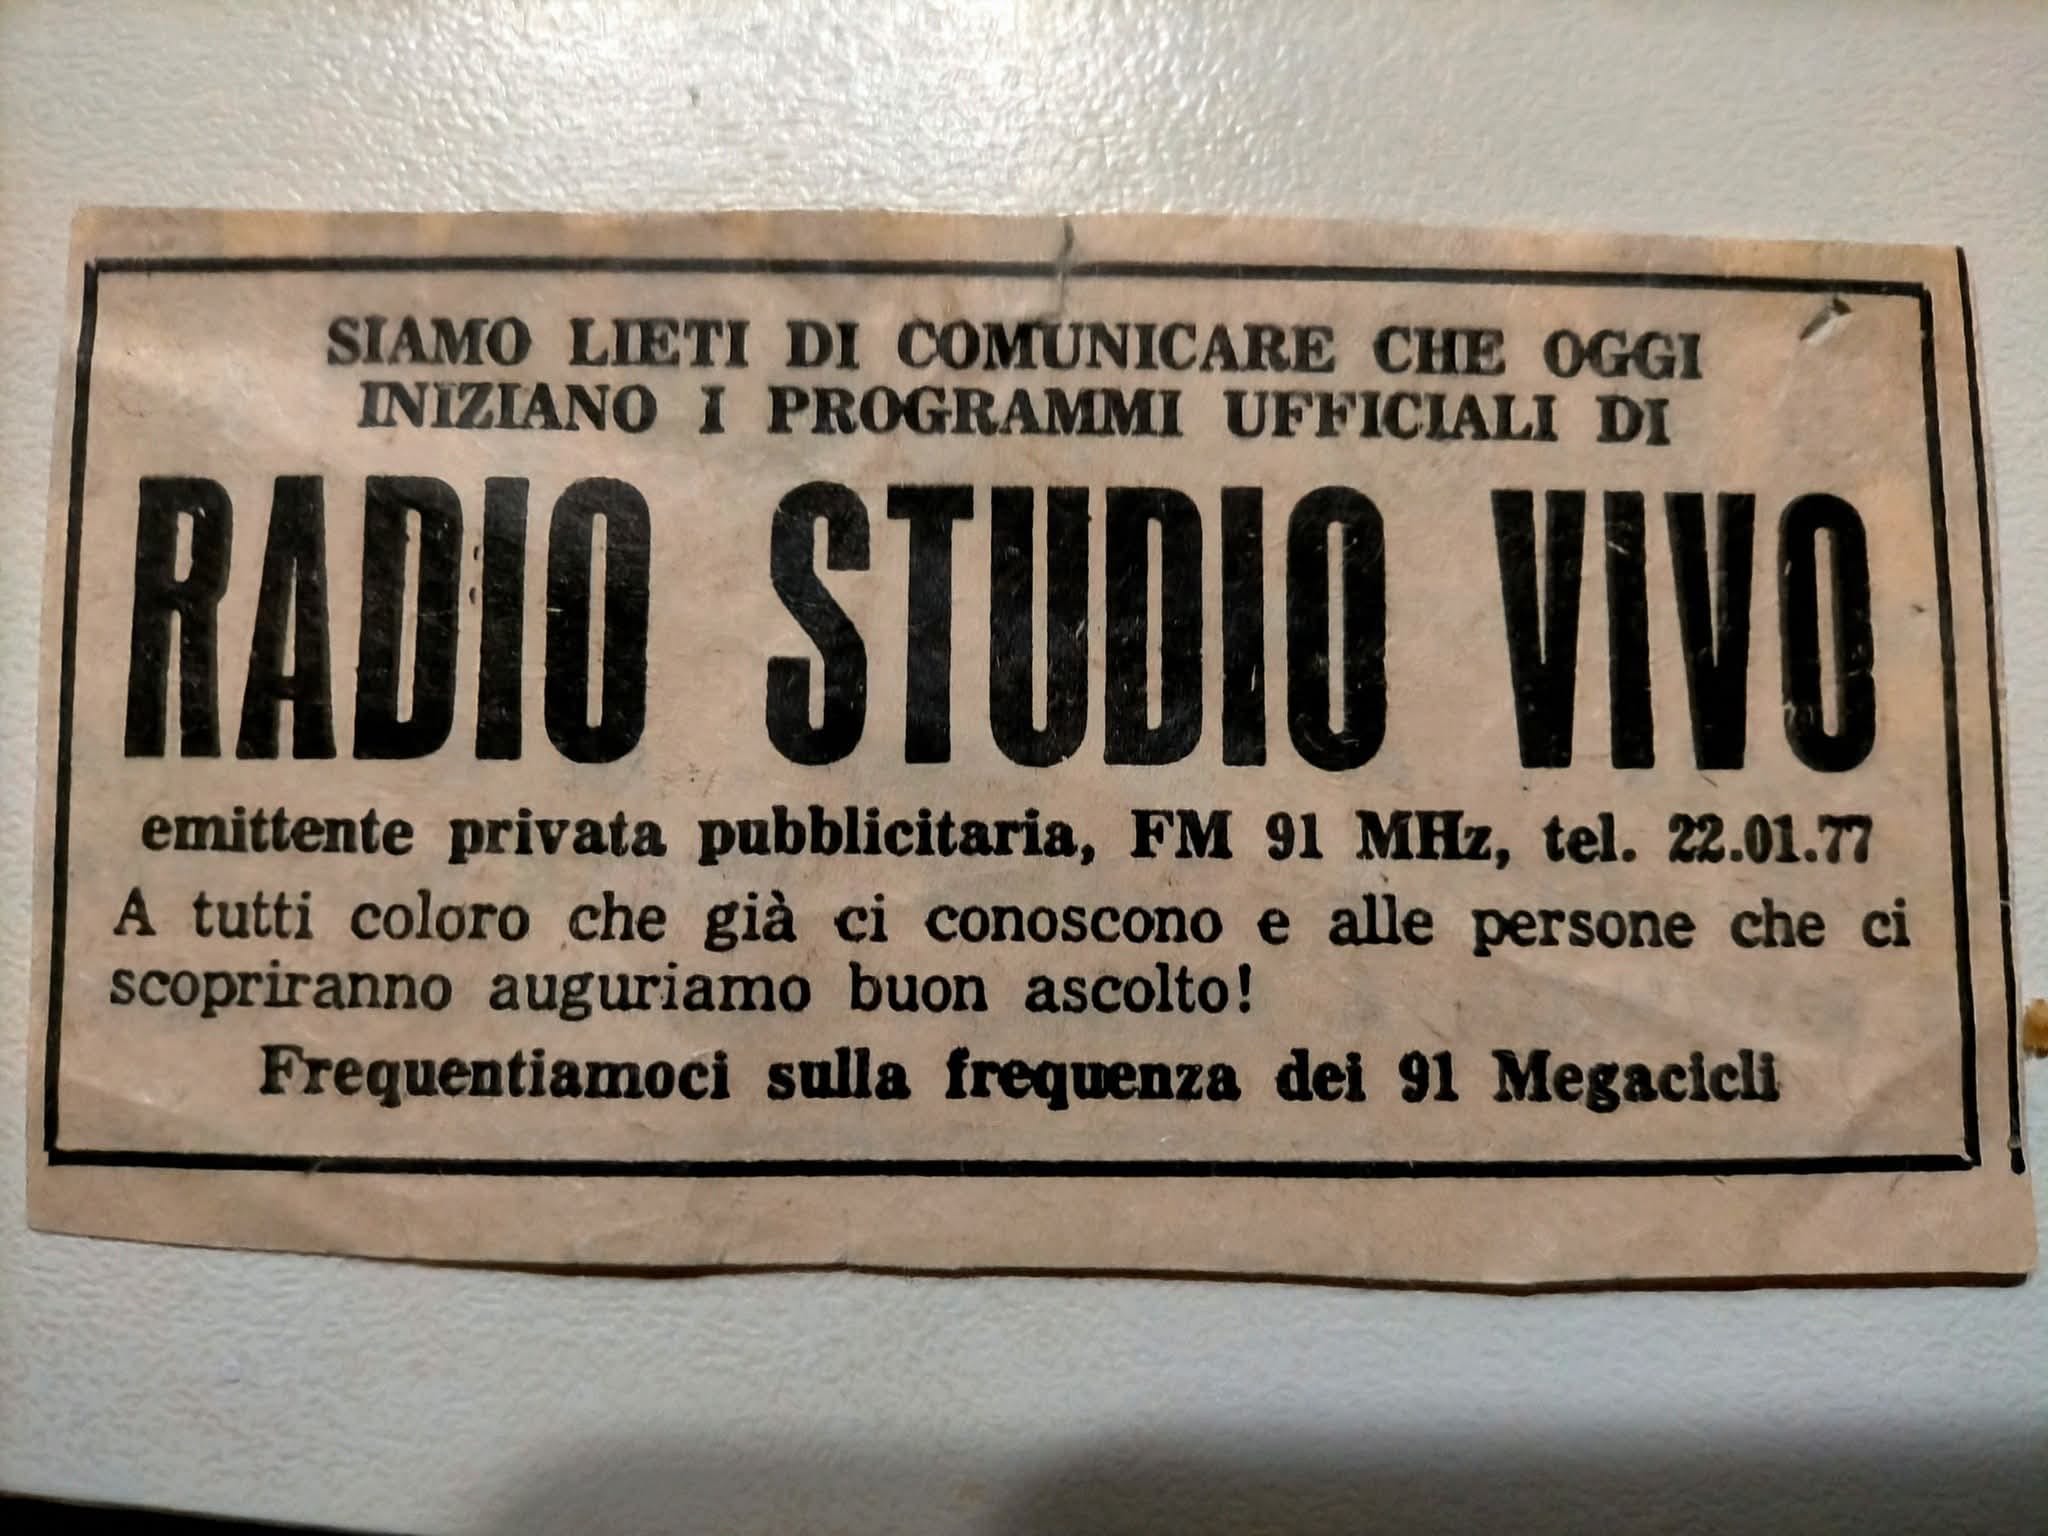 SIAMO LIETI DI COMUNICARE CHE OGGI
INIZIANO I PROGRAMMI UFFICIALI DI
RADIO STUDIO VIVO
emittente privata pubblicitaria, FM 91 MHz, tel. 22.01.77
A tutti coloro che già ci conoscono e alle persone che ci
scopriranno auguriamo buon ascolto!
Frequentiamoci sulla frequenza dei 91 Megacicli